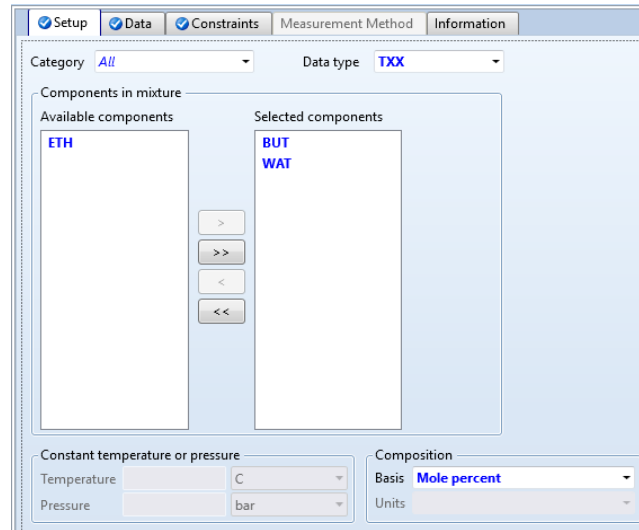 Setup Data Constraints Measurement Method Information
Category All Data type TXX
Components in mixture
Available components Selected components
ETH BUT
WAT
>
>>
<
<<
Constant temperature or pressure Composition
Temperature C Basis Mole percent
Pressure bar Units